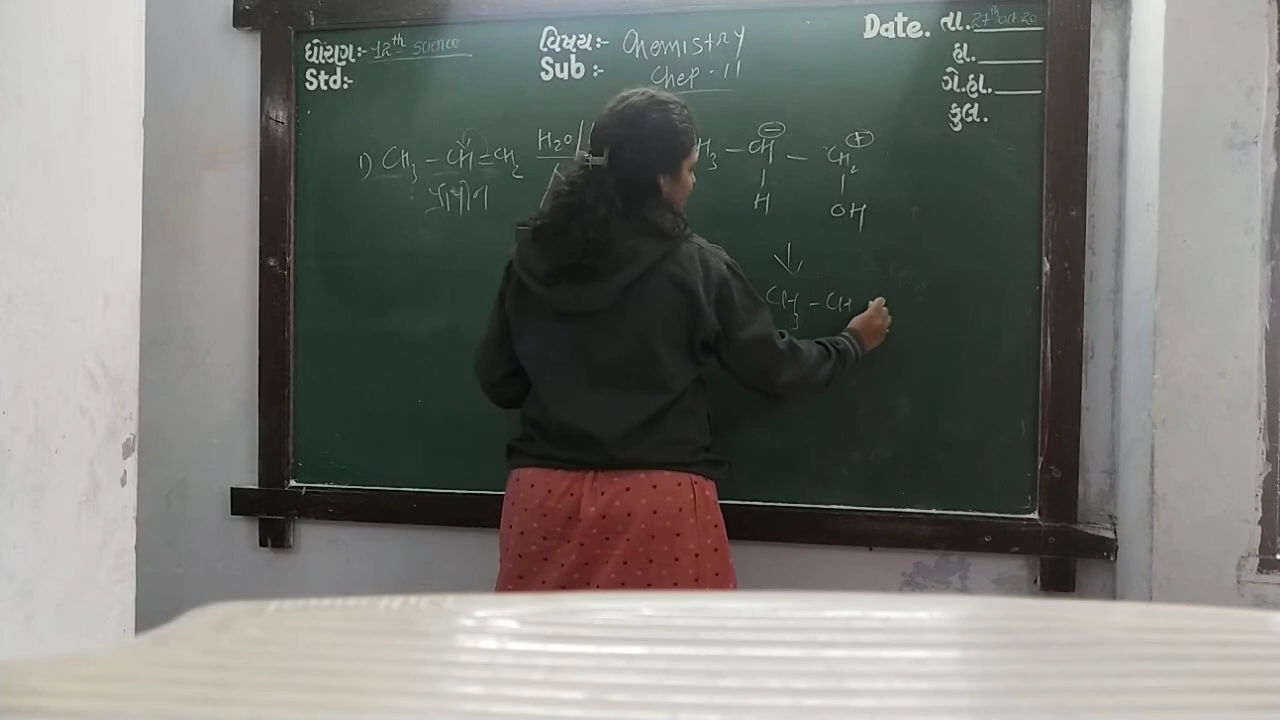 ધોરણ:- 12th Science
Std:-
વિષય:- Chemistry
Sub:- Chep. 11
Date. તા. 27th Oct 20
હા.
ગે.હા.
કુલ.
1) CH3 - CH = CH2 H2O/ H3 - CH⊖ - CH2⊕
પ્રોપીન H OH
↓
CH3 - CH